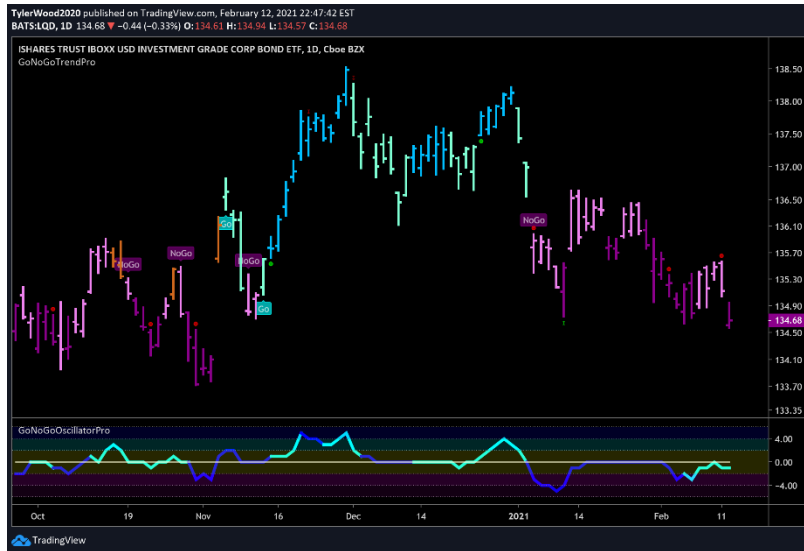 TylerWood2020 published on TradingView.com, February 12, 2021 22:47:42 EST
BATS:LQD, 1D 134.68 ▼ −0.44 (−0.33%) O:134.61 H:134.94 L:134.57 C:134.68
ISHARES TRUST IBOXX USD INVESTMENT GRADE CORP BOND ETF, 1D, Cboe BZX
GoNoGoTrendPro
138.50
138.00
137.50
137.00
136.50
136.10
135.70
135.30
134.90
134.68
134.50
134.10
133.70
133.35
NoGo
NoGo
Go
NoGo
Go
NoGo
T
GoNoGoOscillatorPro
4.00
0.00
−4.00
Oct
19
Nov
16
Dec
14
2021
14
Feb
11
TradingView